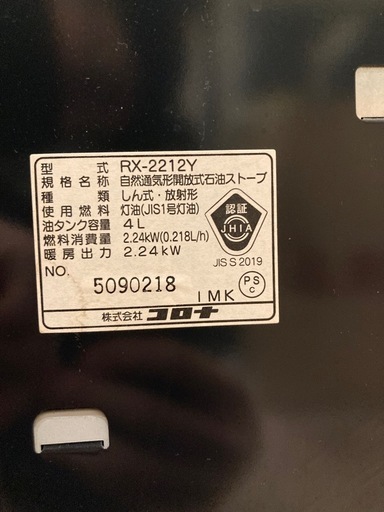 型式 RX-2212Y
規格名称 自然通気形開放式石油ストーブ
種類 しん式・放射形
使用燃料 灯油(JIS1号灯油)
油タンク容量 4L
燃料消費量 2.24kW(0.218L/h)
暖房出力 2.24kW
認証
JHIA
JIS S 2019
NO. 5090218
IMK
PS
C
株式会社 コロナ